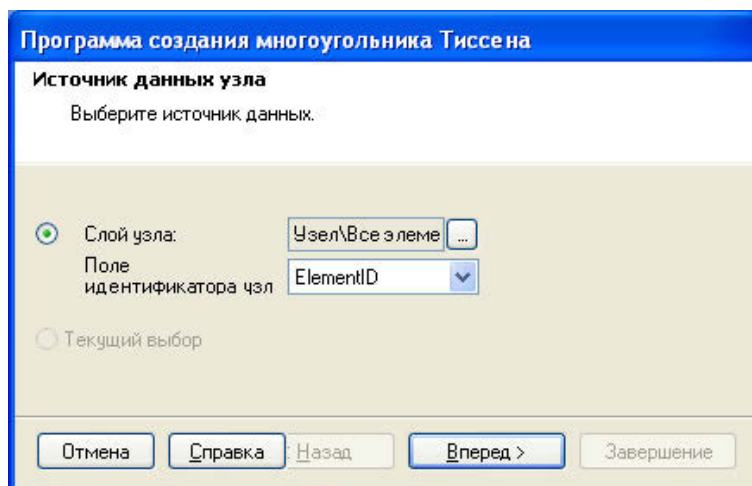 Программа создания многоугольника Тиссена
Источник данных узла
Выберите источник данных.
Слой узла:
Узел\Все элеме
...
Поле
идентификатора узл
ElementID
Текущий выбор
Отмена
Справка
Назад
Вперед >
Завершение